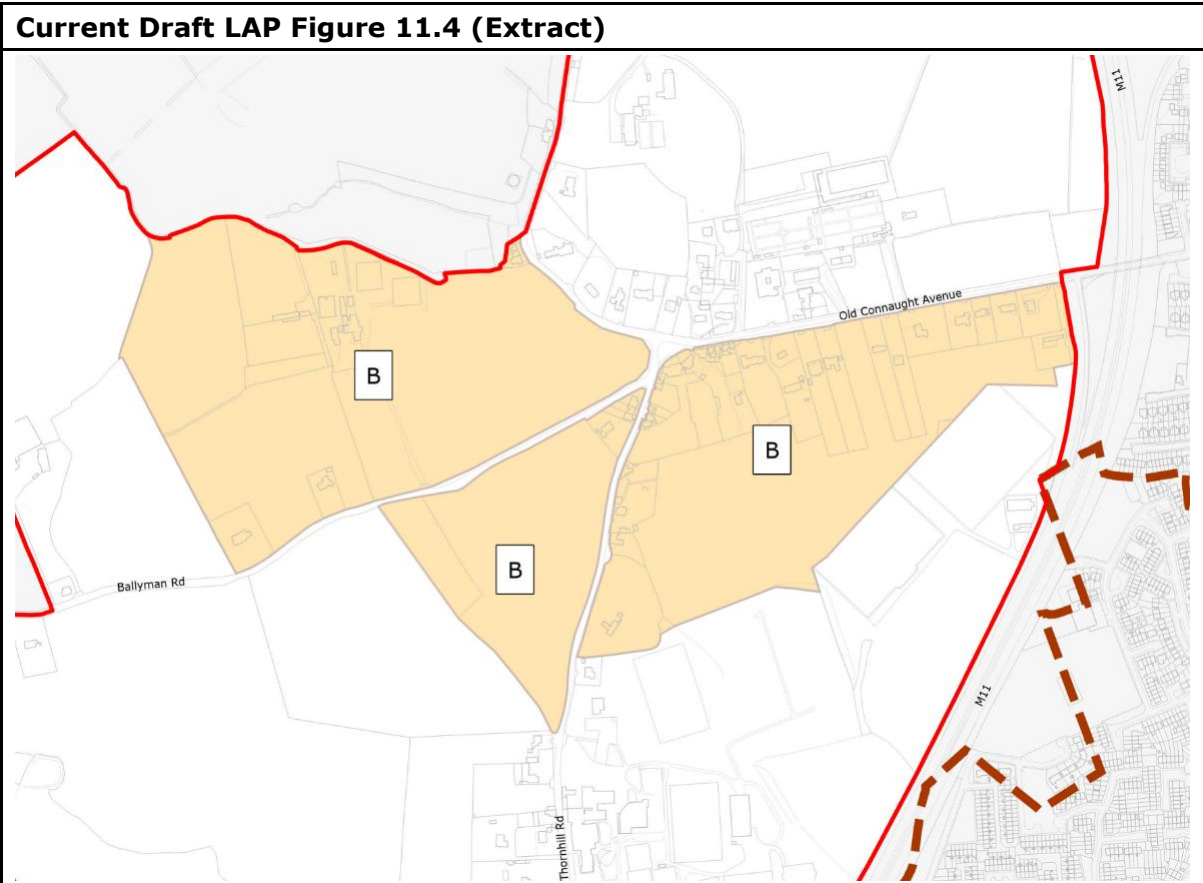 Current Draft LAP Figure 11.4 (Extract)
M11
Old Connaught Avenue
B
B
B
Ballyman Rd
M11
Thornhill Rd